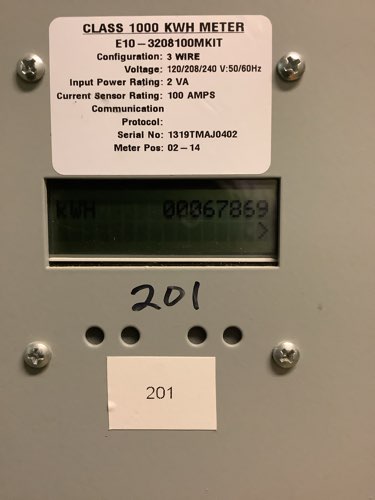 CLASS 1000 KWH METER
E10-3208100MKIT
Configuration: 3 WIRE
Voltage: 120/208/240 V:50/60Hz
Input Power Rating: 2 VA
Current Sensor Rating: 100 AMPS
Communication
Protocol:
Serial No: 1319TMAJ0402
Meter Pos: 02-14
kWH 00067869
>
201
201